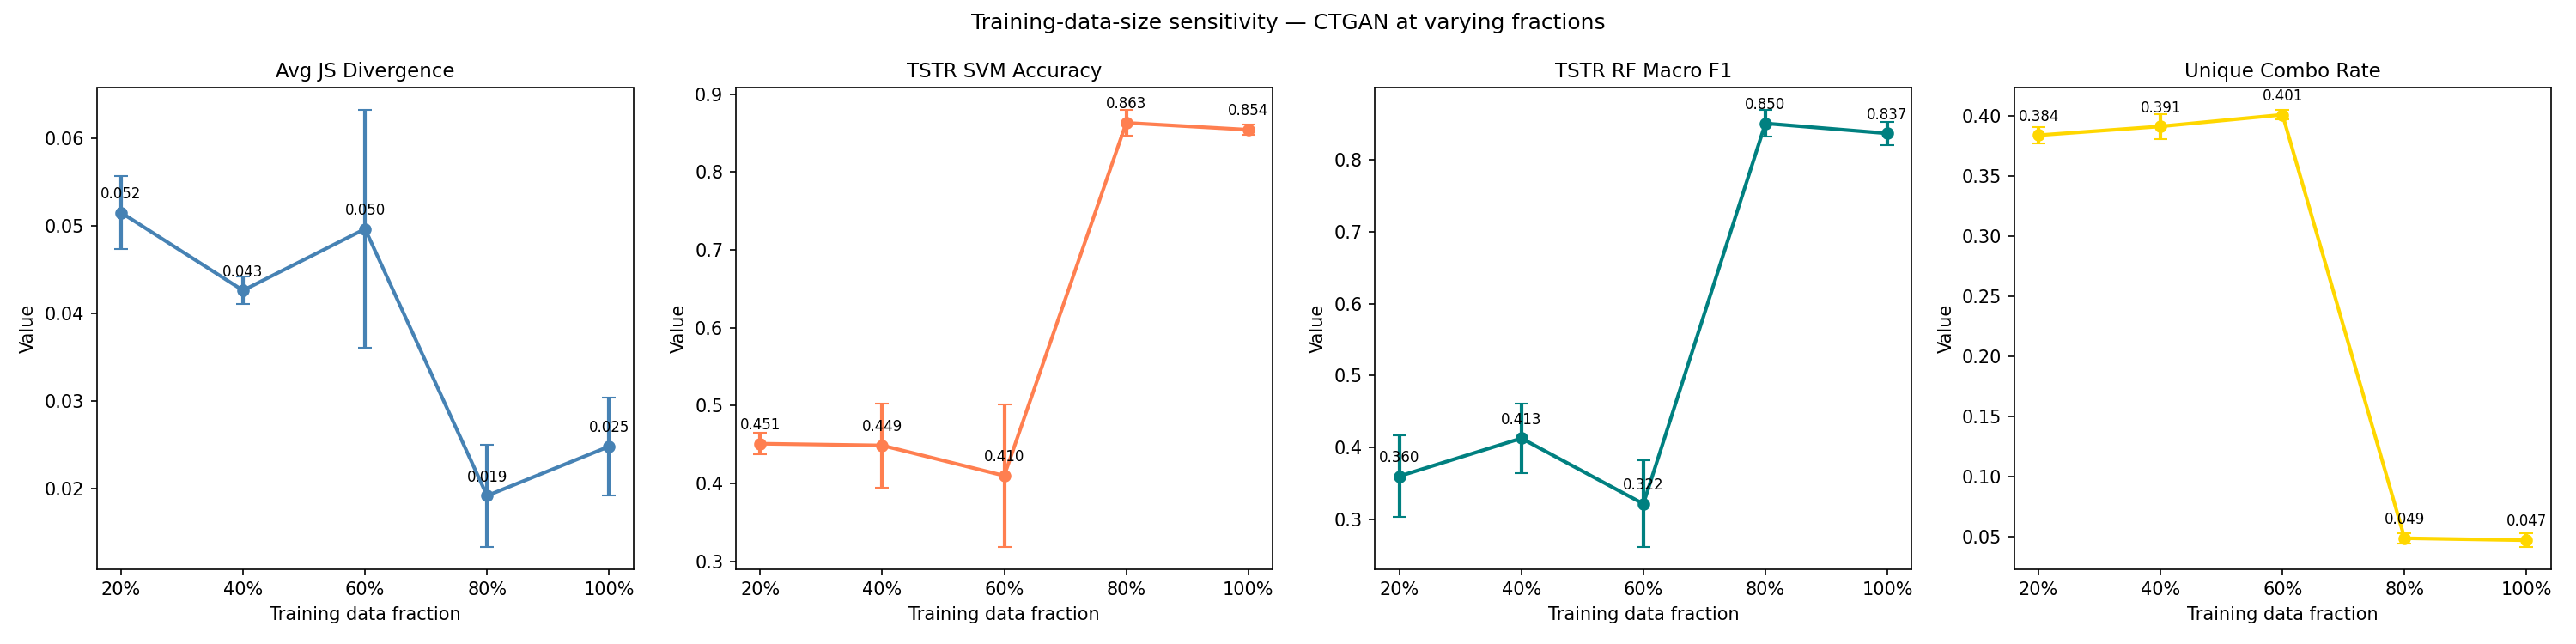 Training-data-size sensitivity — CTGAN at varying fractions
Avg JS Divergence
Value
0.06
0.05
0.04
0.03
0.02
0.052
0.043
0.050
0.019
0.025
20% 40% 60% 80% 100%
Training data fraction
TSTR SVM Accuracy
Value
0.9
0.8
0.7
0.6
0.5
0.4
0.3
0.451
0.449
0.410
0.863
0.854
20% 40% 60% 80% 100%
Training data fraction
TSTR RF Macro F1
Value
0.8
0.7
0.6
0.5
0.4
0.3
0.360
0.413
0.322
0.850
0.837
20% 40% 60% 80% 100%
Training data fraction
Unique Combo Rate
Value
0.40
0.35
0.30
0.25
0.20
0.15
0.10
0.05
0.384
0.391
0.401
0.049
0.047
20% 40% 60% 80% 100%
Training data fraction